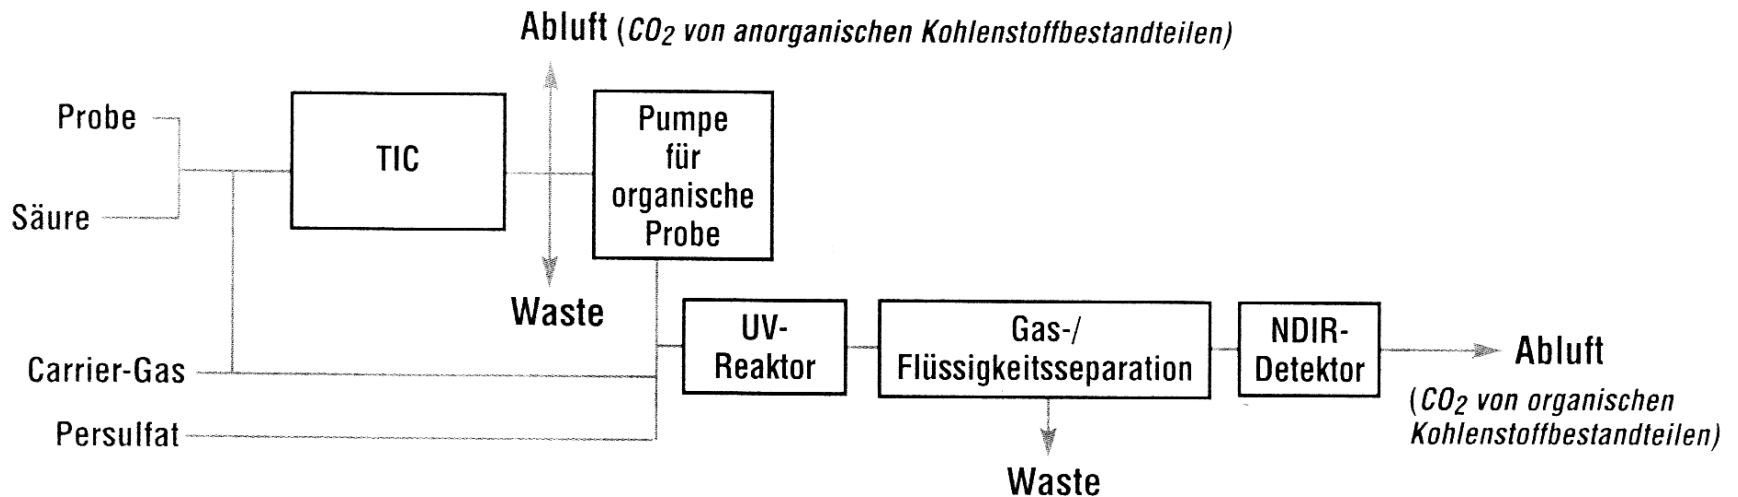 Abluft (CO2 von anorganischen Kohlenstoffbestandteilen)
Probe
Säure
TIC
Pumpe
für
organische
Probe
Waste
Carrier-Gas
Persulfat
UV-
Reaktor
Gas-/
Flüssigkeitsseparation
NDIR-
Detektor
Abluft
(CO2 von organischen
Kohlenstoffbestandteilen)
Waste